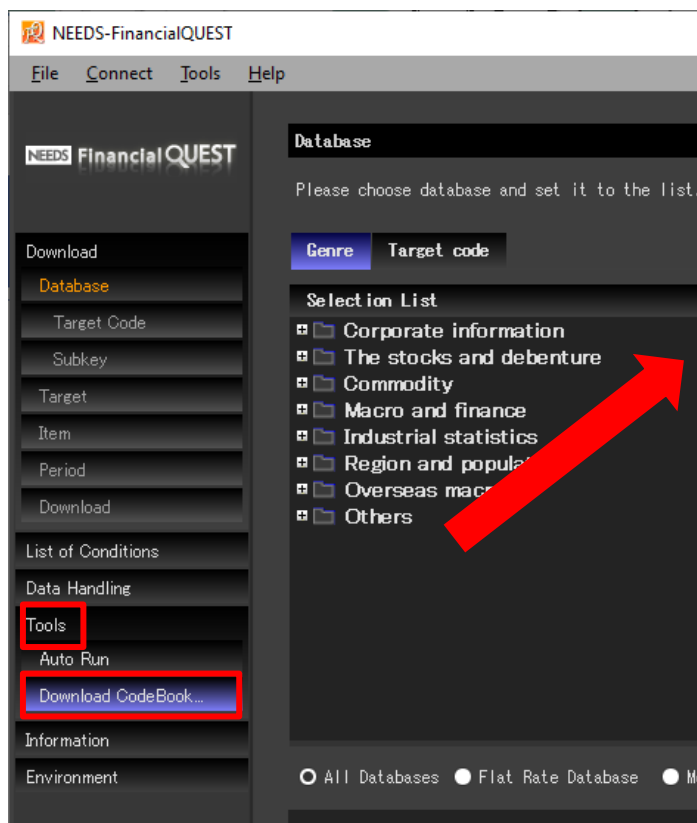 NEEDS-FinancialQUEST
File Connect Tools Help
NEEDS Financial QUEST
Database
Please choose database and set it to the list.
Download
Database
Target Code
Subkey
Target
Item
Period
Download
List of Conditions
Data Handling
Tools
Auto Run
Download CodeBook...
Information
Environment
Genre Target code
Selection List
Corporate information
The stocks and debenture
Commodity
Macro and finance
Industrial statistics
Region and
Overseas
Others
All Databases Flat Rate Database